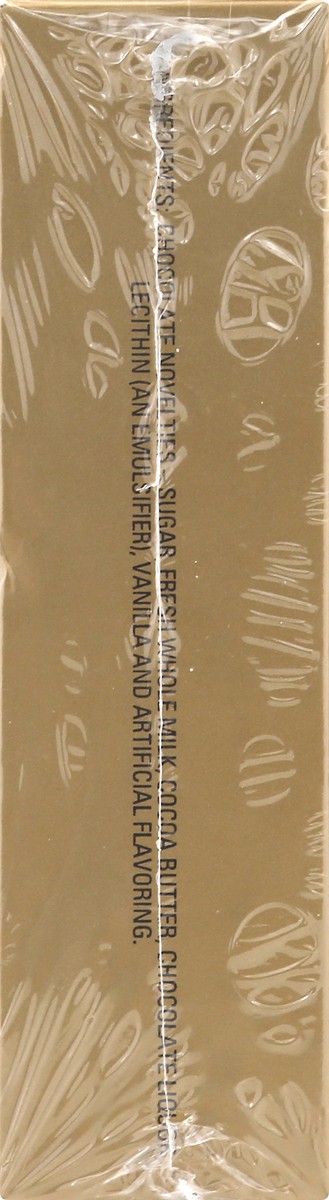 INGREDIENTS: CHOCOLATE NOVELTIES - SUGAR, FRESH WHOLE MILK, COCOA BUTTER, CHOCOLATE LIQUOR,
LECITHIN (AN EMULSIFIER), VANILLA AND ARTIFICIAL FLAVORING.